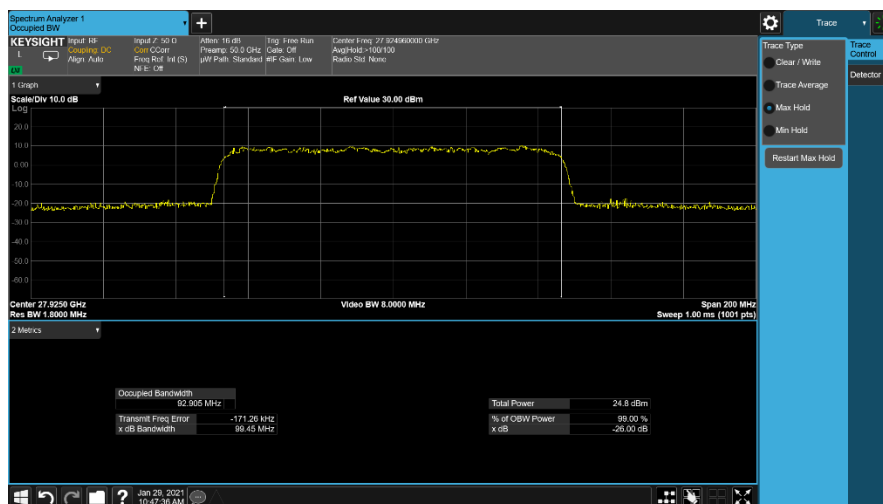 Spectrum Analyzer 1
Occupied BW
Trace
KEYSIGHT
Input: RF
Coupling: DC
Align: Auto
Input Z: 50 Ω
Corr CCorr
Freq Ref: Int (S)
NFE: Off
Atten: 16 dB
Preamp: 50.0 GHz
µW Path: Standard
Trig: Free Run
Gate: Off
#IF Gain: Low
Center Freq: 27.924960000 GHz
Avg|Hold:>100/100
Radio Std: None
Trace Type
Clear / Write
Trace Average
Max Hold
Min Hold
Restart Max Hold
Trace
Control
Detector
1 Graph
Scale/Div 10.0 dB
Ref Value 30.00 dBm
Log
20.0
10.0
0.00
-10.0
-20.0
-30.0
-40.0
-50.0
-60.0
Center 27.9250 GHz
Res BW 1.8000 MHz
Video BW 8.0000 MHz
Span 200 MHz
Sweep 1.00 ms (1001 pts)
2 Metrics
Occupied Bandwidth
92.905 MHz
Transmit Freq Error -171.26 kHz
x dB Bandwidth 99.45 MHz
Total Power 24.8 dBm
% of OBW Power 99.00 %
x dB -26.00 dB
Jan 29, 2021
10:47:36 AM